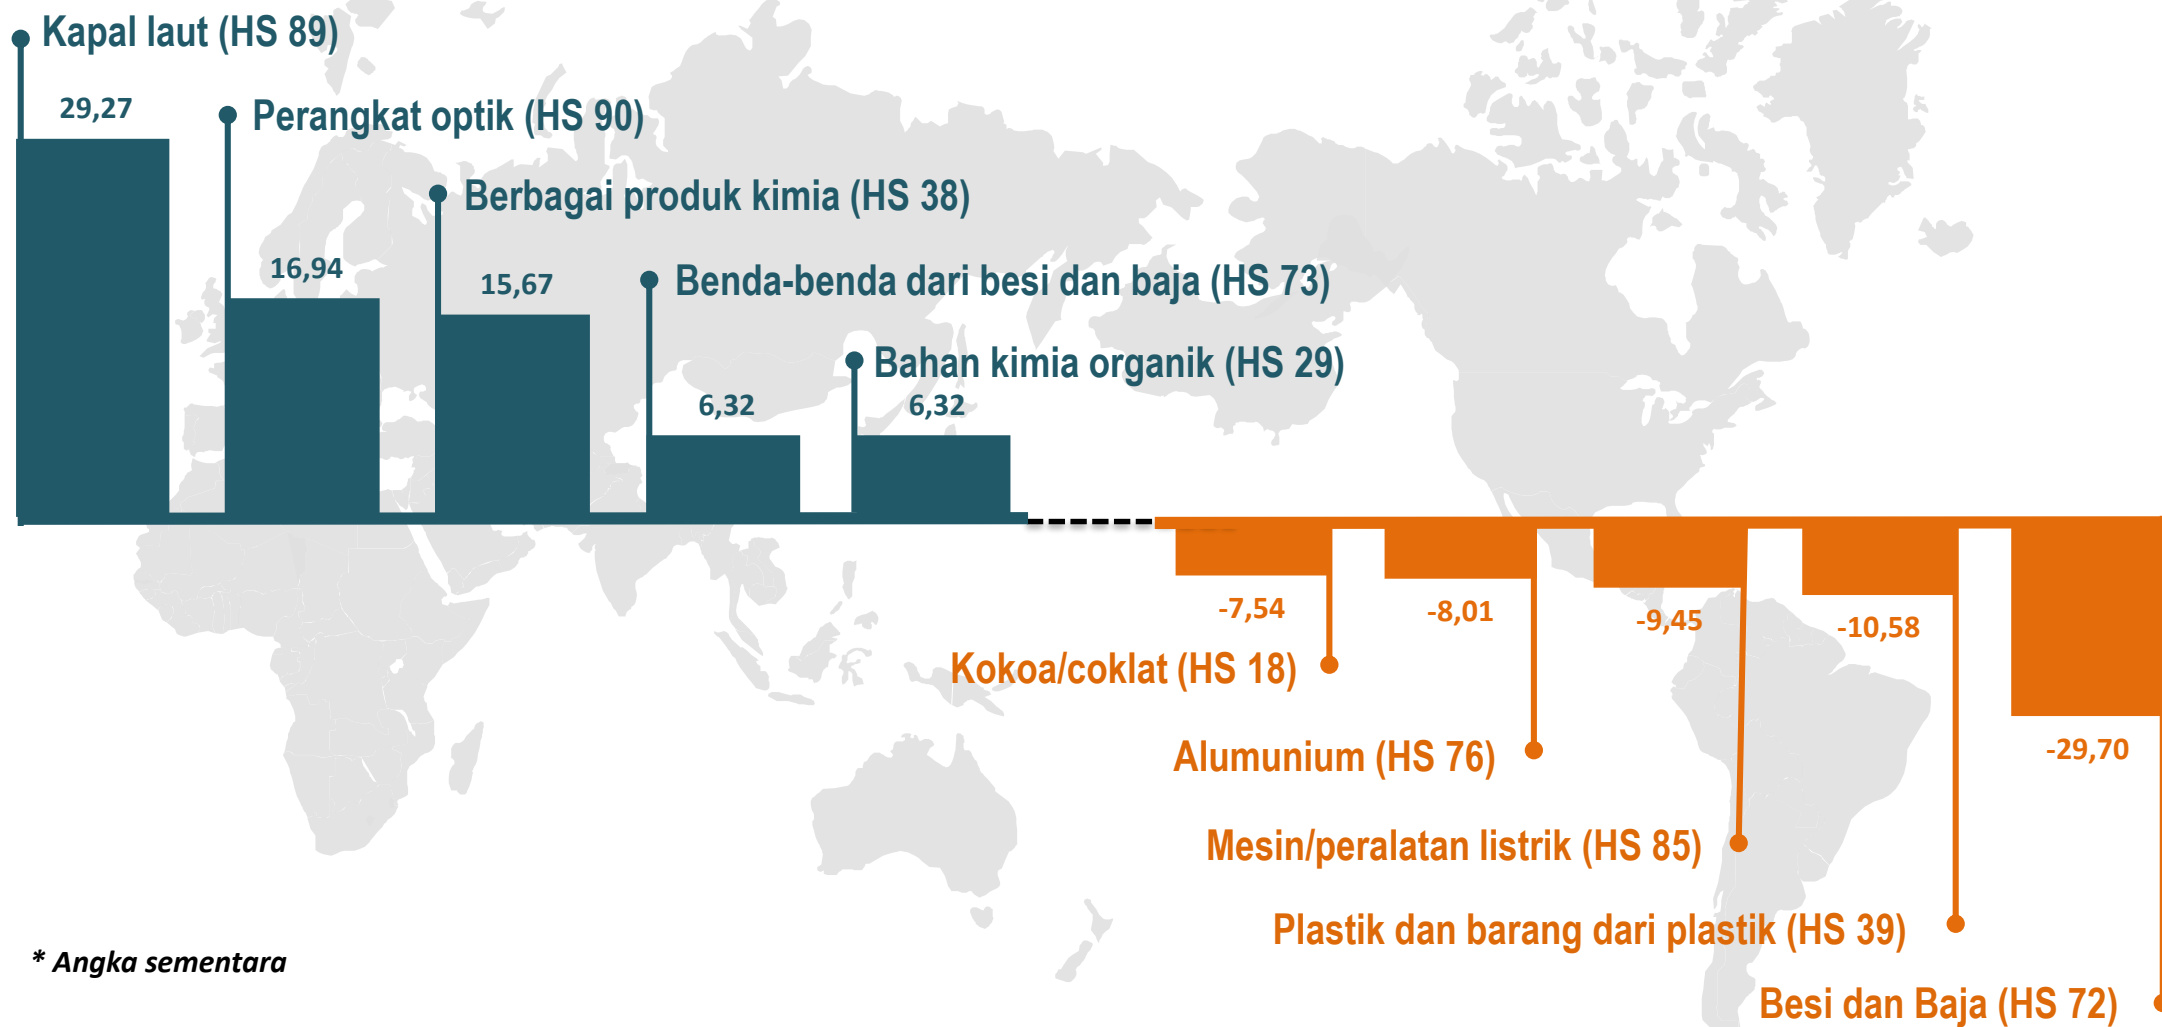 Kapal laut (HS 89)
29,27
Perangkat optik (HS 90)
16,94
Berbagai produk kimia (HS 38)
15,67
Benda-benda dari besi dan baja (HS 73)
6,32
Bahan kimia organik (HS 29)
6,32
-7,54
Kokoa/coklat (HS 18)
-8,01
Alumunium (HS 76)
-9,45
Mesin/peralatan listrik (HS 85)
-10,58
Plastik dan barang dari plastik (HS 39)
-29,70
Besi dan Baja (HS 72)
* Angka sementara